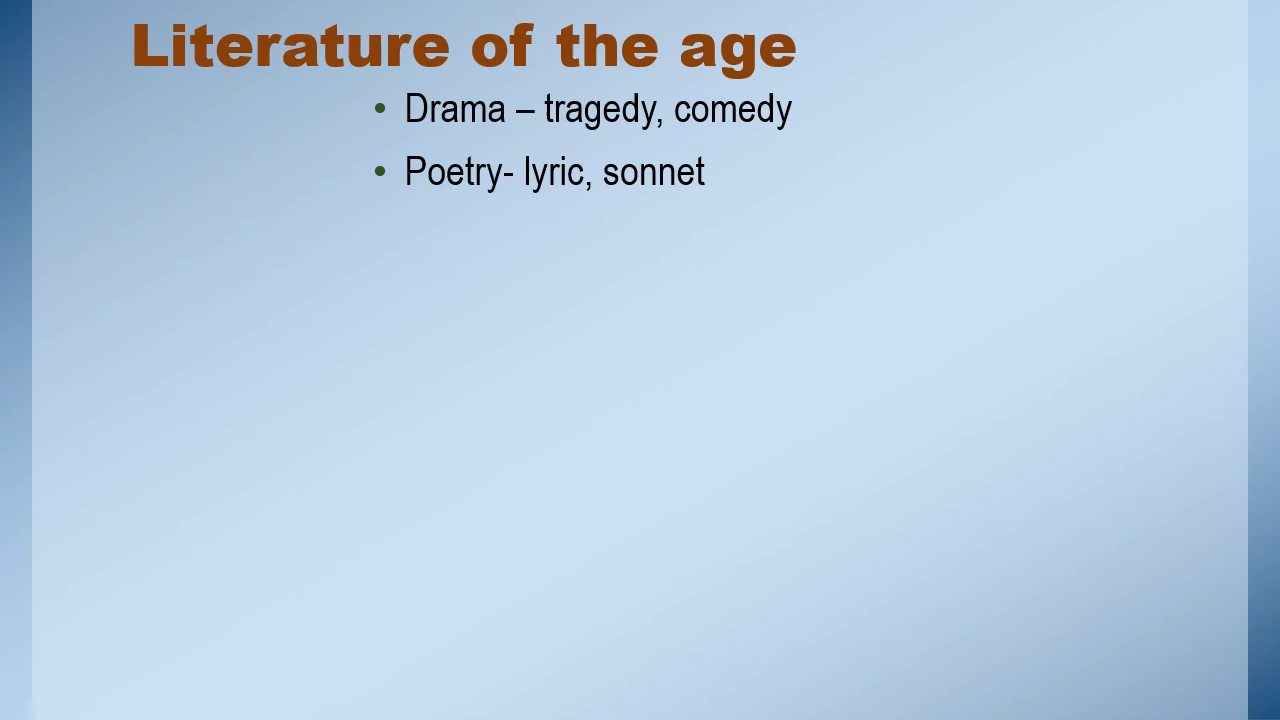 Literature of the age
• Drama – tragedy, comedy
• Poetry- lyric, sonnet